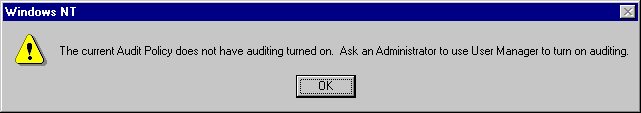 Windows NT
The current Audit Policy does not have auditing turned on.  Ask an Administrator to use User Manager to turn on auditing.
OK